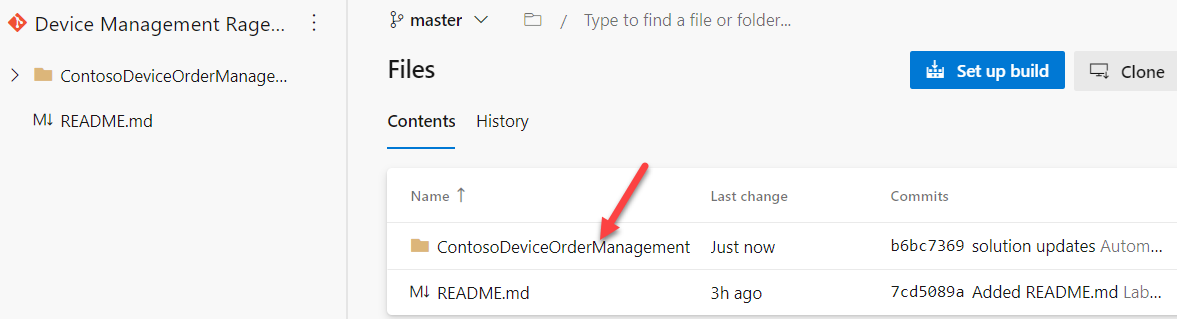 Device Management Rage...
ContosoDeviceOrderManage...
README.md
master / Type to find a file or folder...
Files
Set up build Clone
Contents History
Name ↑ Last change Commits
ContosoDeviceOrderManagement Just now b6bc7369 solution updates Autom...
M↓ README.md 3h ago 7cd5089a Added README.md Lab...